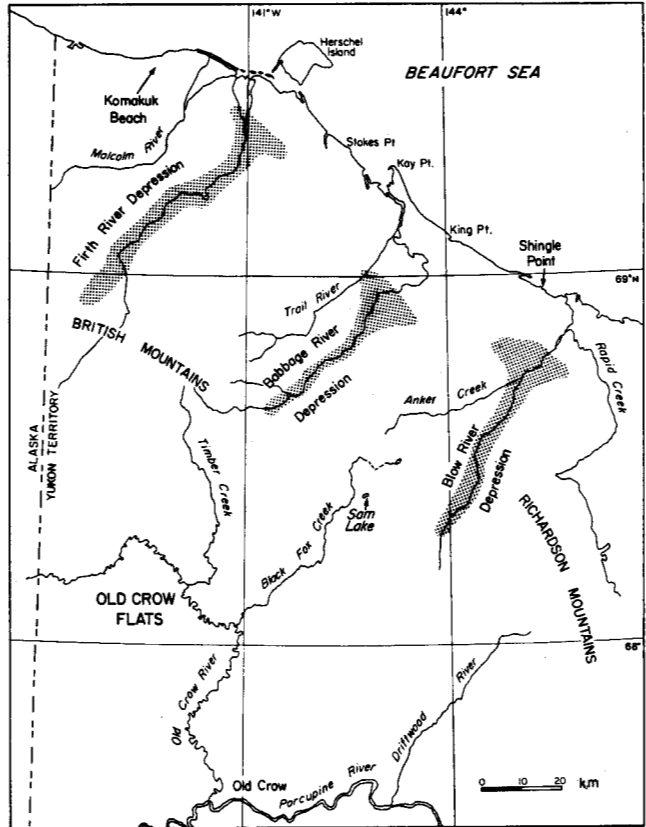 141° W
144°
Herschel
Island
BEAUFORT SEA
Komakuk
Beach
Malcolm River
Stokes Pt
Kay Pt.
King Pt.
Shingle
Point
Firth River Depression
69° N
Trail River
BRITISH MOUNTAINS
Babbage River
Depression
Anker Creek
Rapid Creek
Blow River
Depression
ALASKA
YUKON TERRITORY
Timber Creek
Black Fox Creek
Sam
Lake
RICHARDSON MOUNTAINS
OLD CROW
FLATS
68°
Old Crow River
Driftwood River
Old Crow
Porcupine River
0 10 20 km